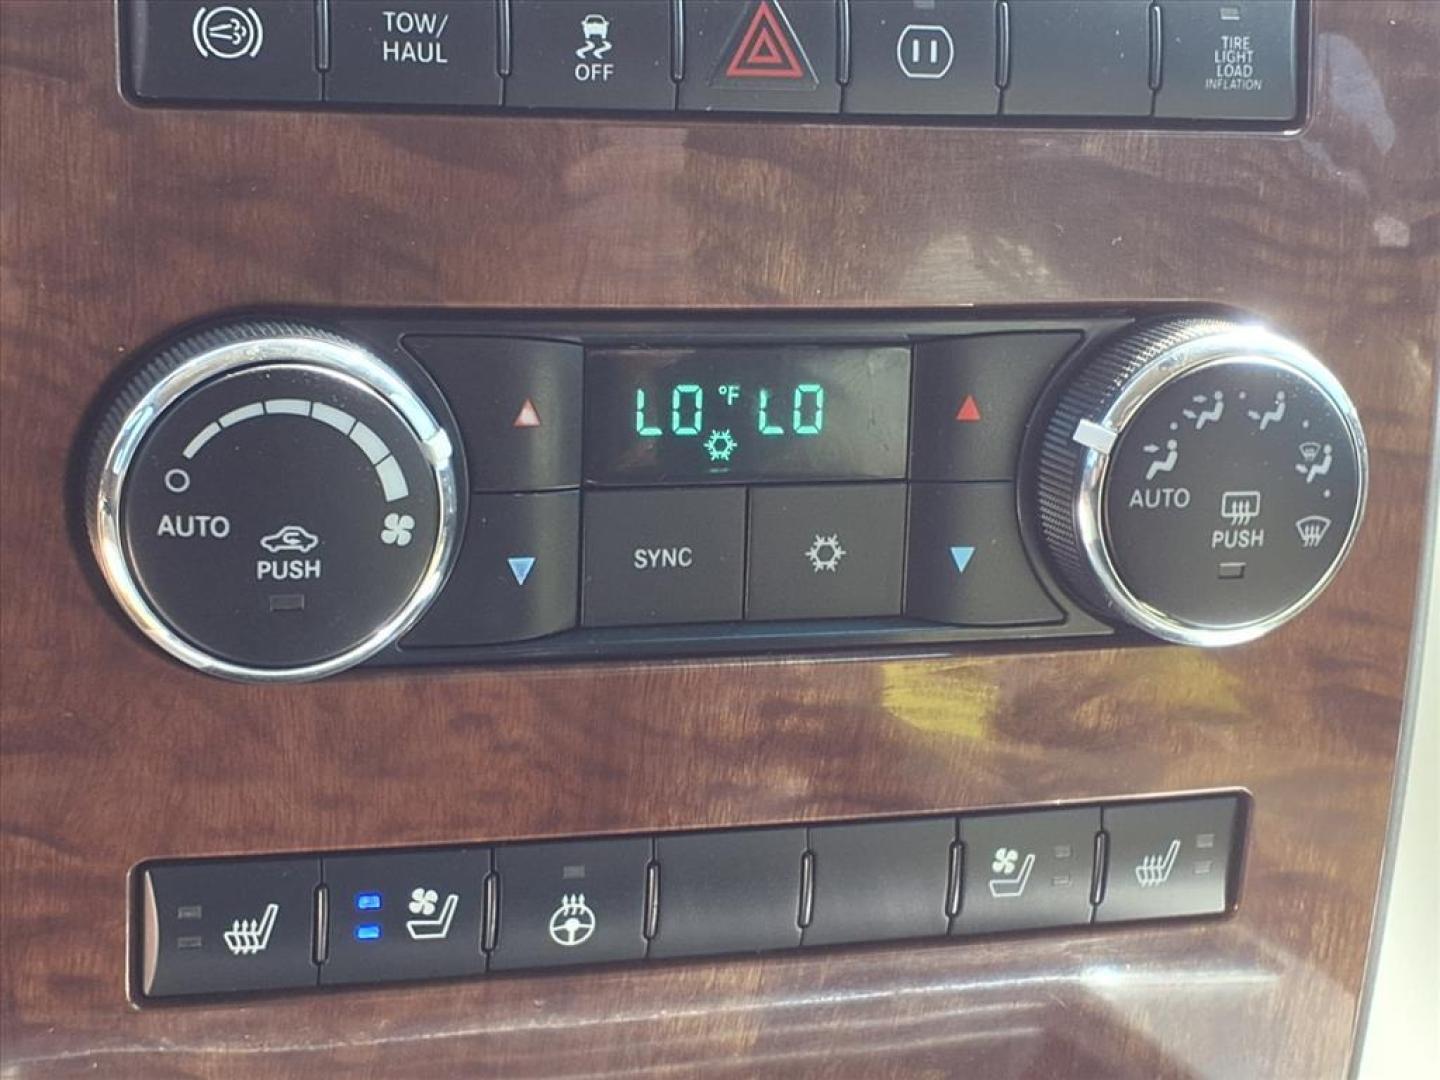 TOW/
HAUL
OFF
TIRE
LIGHT
LOAD
INFLATION
LO °F LO
AUTO
PUSH
SYNC
AUTO
PUSH